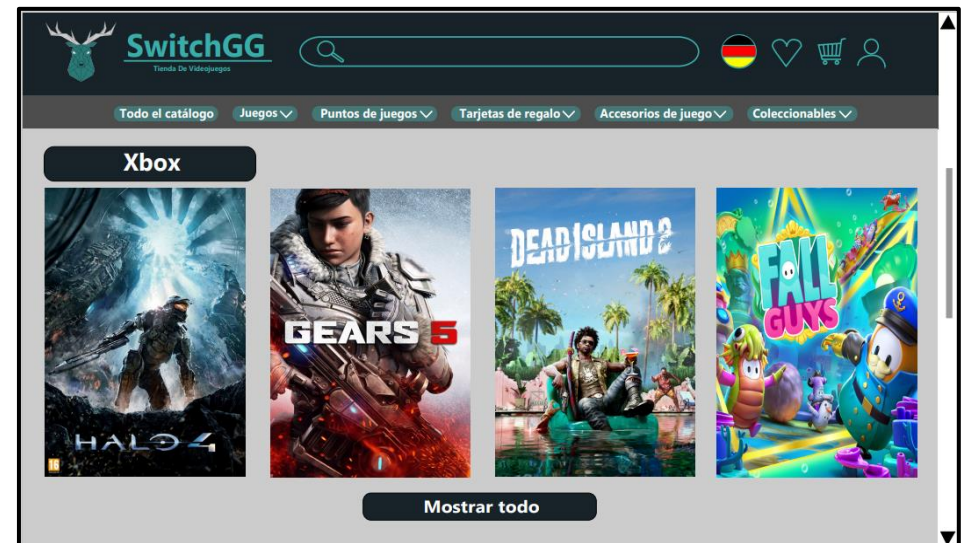 SwitchGG
Tienda De Videojuegos
Todo el catálogo Juegos Puntos de juegos Tarjetas de regalo Accesorios de juego Coleccionables
Xbox
HALO 4
16
GEARS 5
DEAD ISLAND 2
FALL
GUYS
Mostrar todo